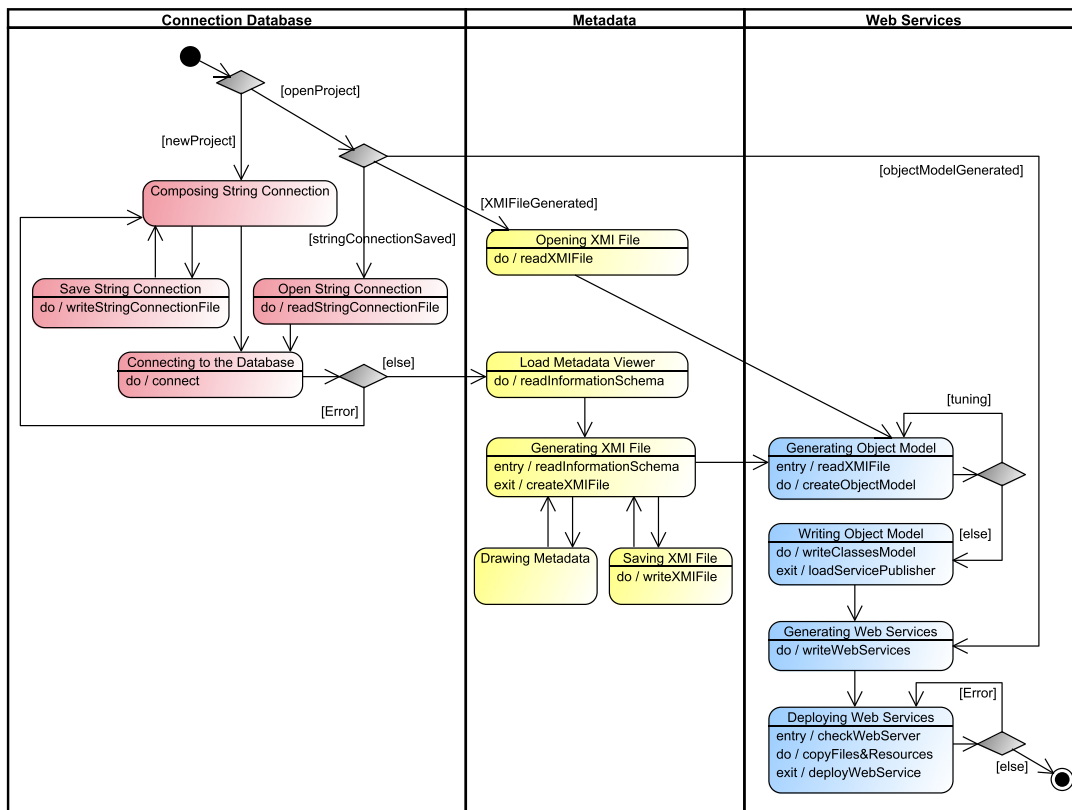 Connection Database
Metadata
Web Services
[openProject]
[newProject]
[objectModelGenerated]
Composing String Connection
[XMIFileGenerated]
[stringConnectionSaved]
Opening XMI File
do / readXMIFile
Save String Connection
do / writeStringConnectionFile
Open String Connection
do / readStringConnectionFile
Connecting to the Database
do / connect
[else]
[Error]
Load Metadata Viewer
do / readInformationSchema
[tuning]
Generating XMI File
entry / readInformationSchema
exit / createXMIFile
Generating Object Model
entry / readXMIFile
do / createObjectModel
[else]
Drawing Metadata
Saving XMI File
do / writeXMIFile
Writing Object Model
do / writeClassesModel
exit / loadServicePublisher
Generating Web Services
do / writeWebServices
[Error]
Deploying Web Services
entry / checkWebServer
do / copyFiles&Resources
exit / deployWebService
[else]